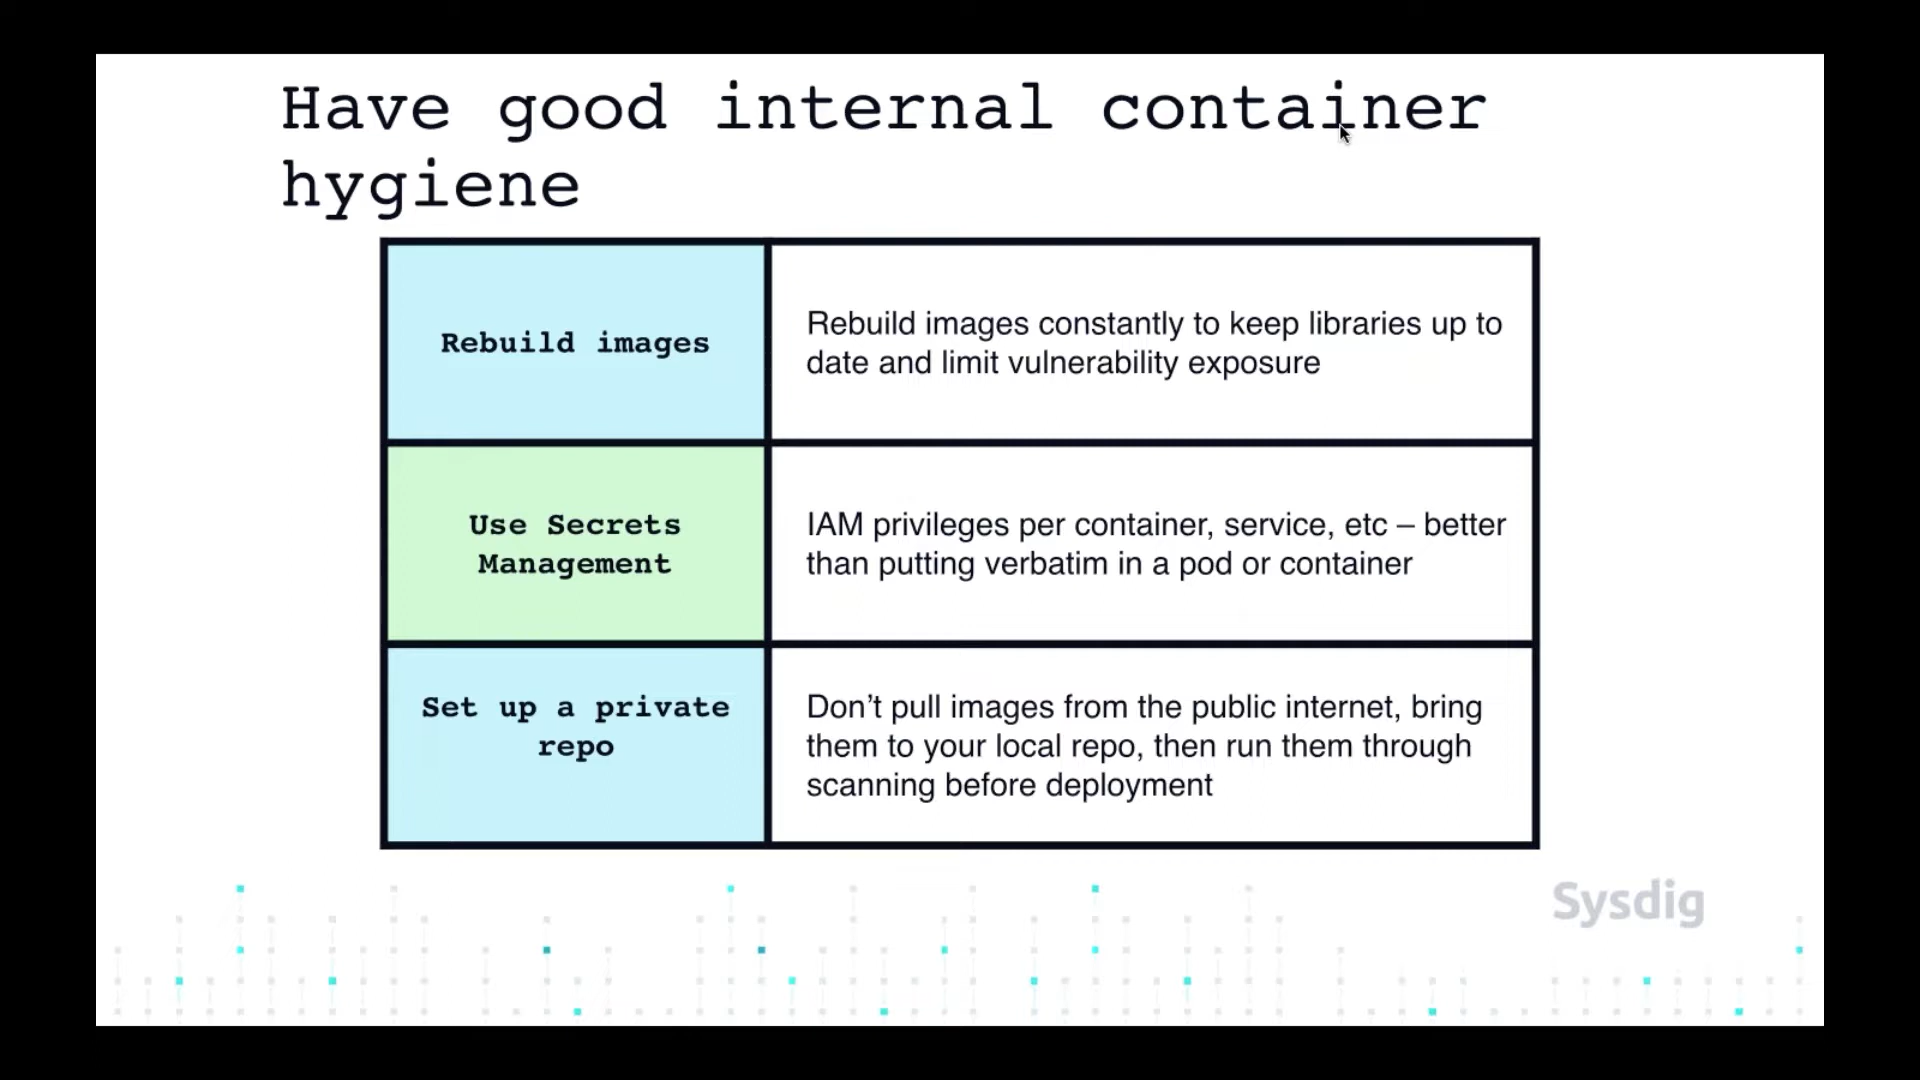 Have good internal container
hygiene
Rebuild images
Rebuild images constantly to keep libraries up to
date and limit vulnerability exposure
Use Secrets
Management
IAM privileges per container, service, etc – better
than putting verbatim in a pod or container
Set up a private
repo
Don’t pull images from the public internet, bring
them to your local repo, then run them through
scanning before deployment
Sysdig